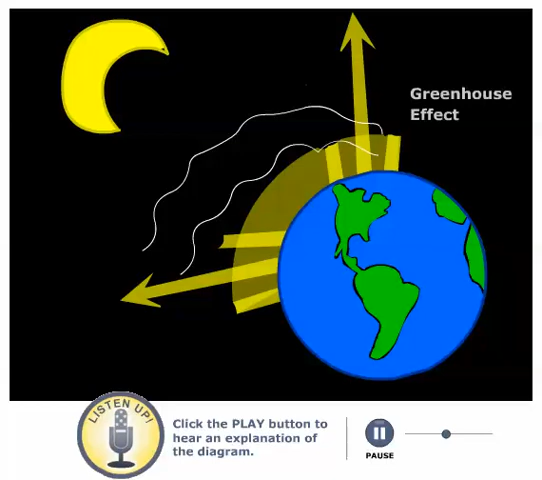 Greenhouse
Effect
LISTEN UP!
Click the PLAY button to
hear an explanation of
the diagram.
PAUSE